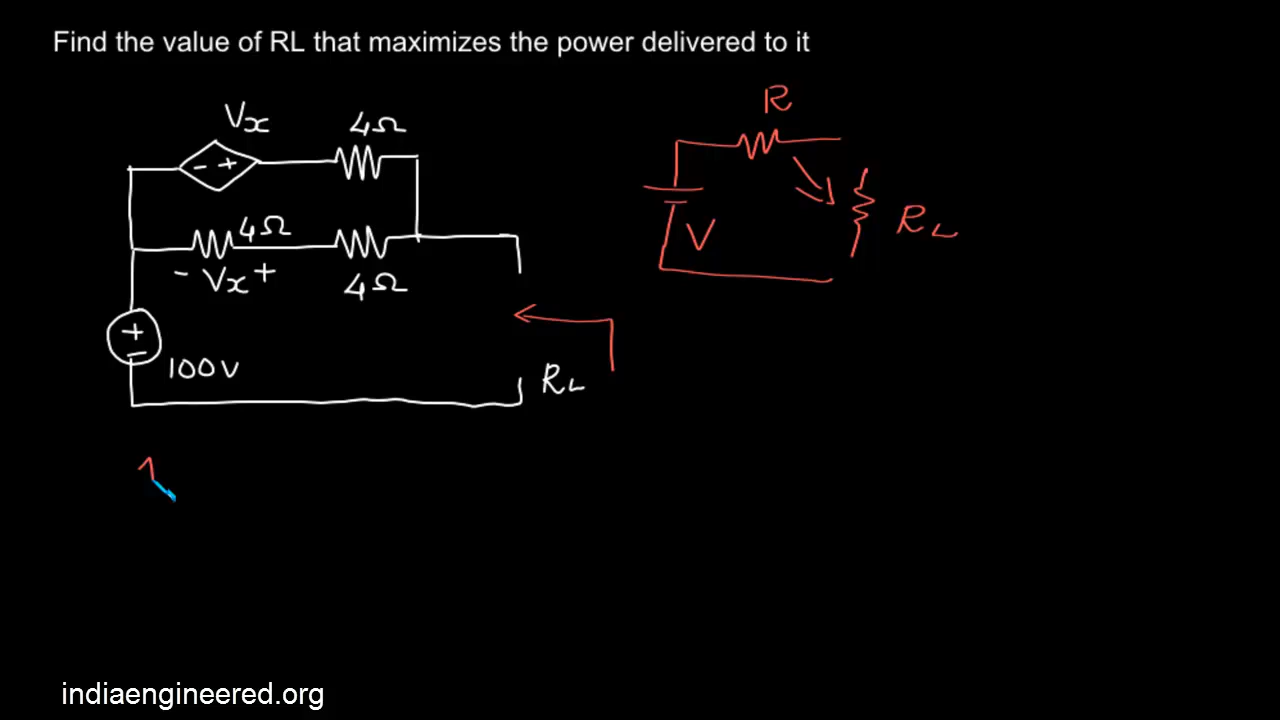 Find the value of RL that maximizes the power delivered to it
Vx
4Ω
R
- +
4Ω
RL
V
- Vx +
4Ω
+
-
100V
RL
indiaengineered.org